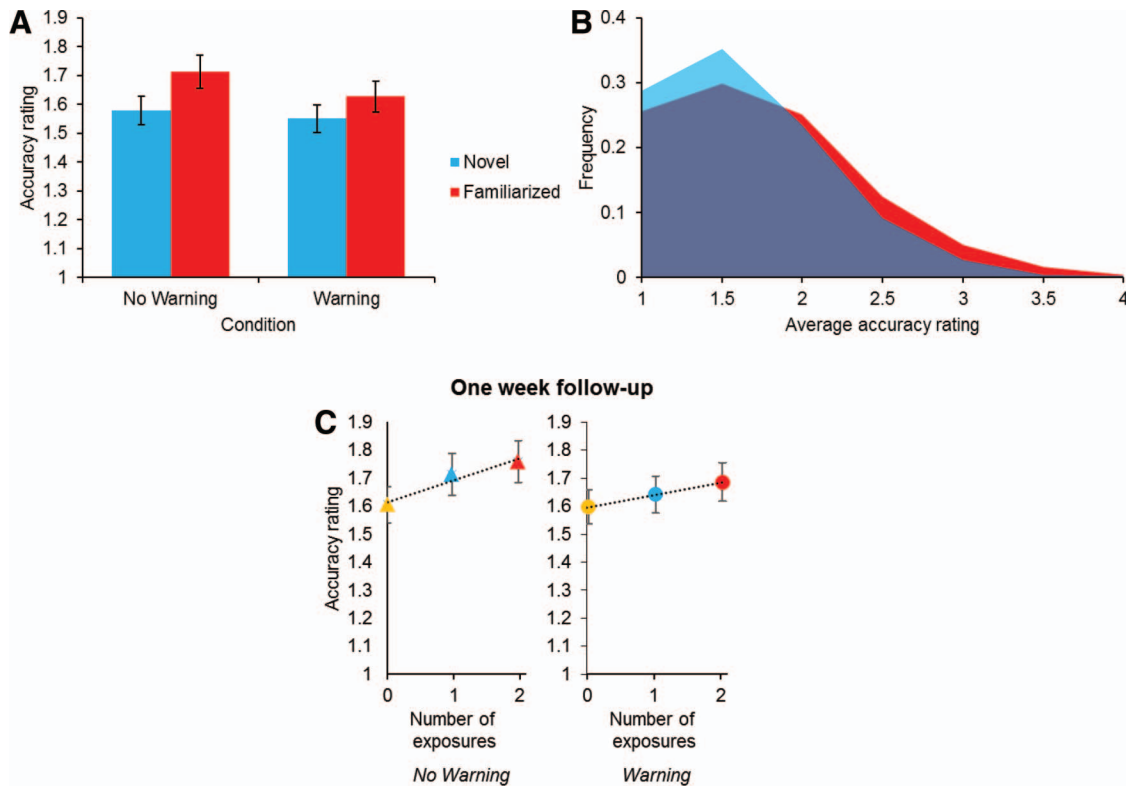 A
1.9
1.8
1.7
1.6
1.5
1.4
1.3
1.2
1.1
1
Accuracy rating
No Warning
Warning
Condition
Novel
Familiarized
B
0.4
0.3
0.2
0.1
0
Frequency
1
1.5
2
2.5
3
3.5
4
Average accuracy rating
One week follow-up
C
1.9
1.8
1.7
1.6
1.5
1.4
1.3
1.2
1.1
1
Accuracy rating
0
1
2
Number of
exposures
No Warning
1.9
1.8
1.7
1.6
1.5
1.4
1.3
1.2
1.1
1
0
1
2
Number of
exposures
Warning